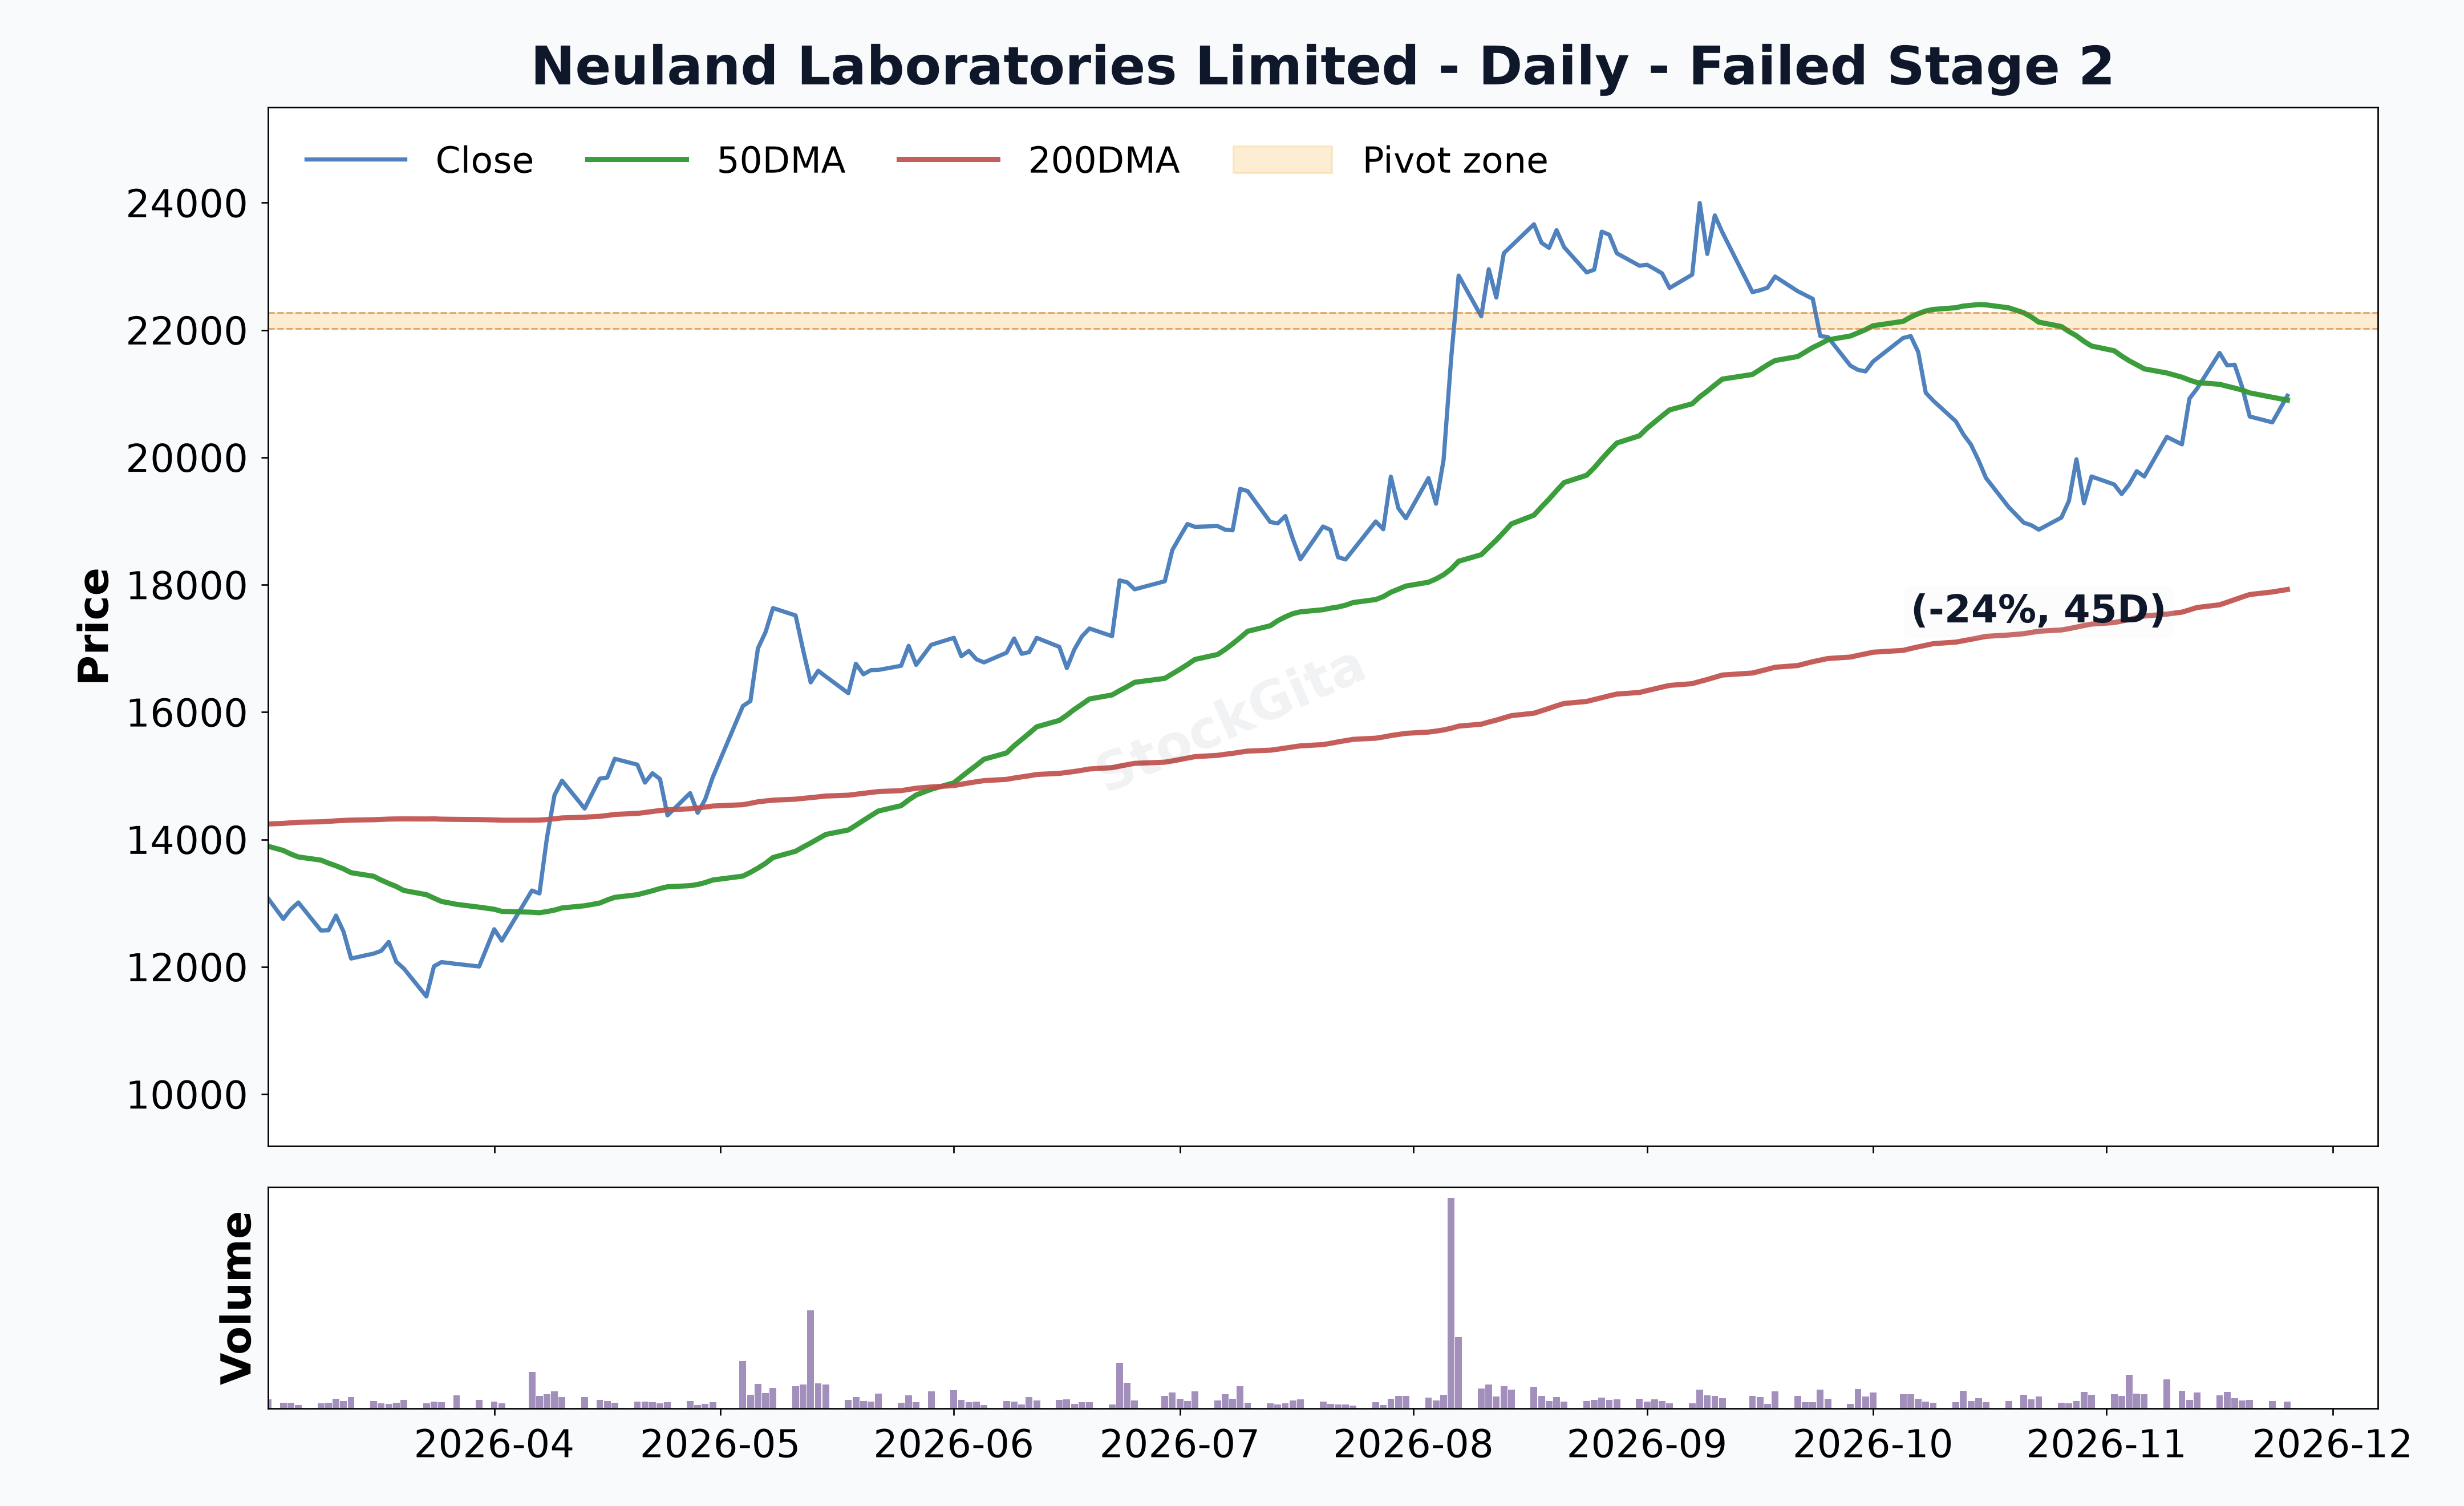 Neuland Laboratories Limited - Daily - Failed Stage 2
Close 50DMA 200DMA Pivot zone
24000
22000
20000
18000
16000
14000
12000
10000
Price
(-24%, 45D)
StockGita
Volume
2026-04 2026-05 2026-06 2026-07 2026-08 2026-09 2026-10 2026-11 2026-12